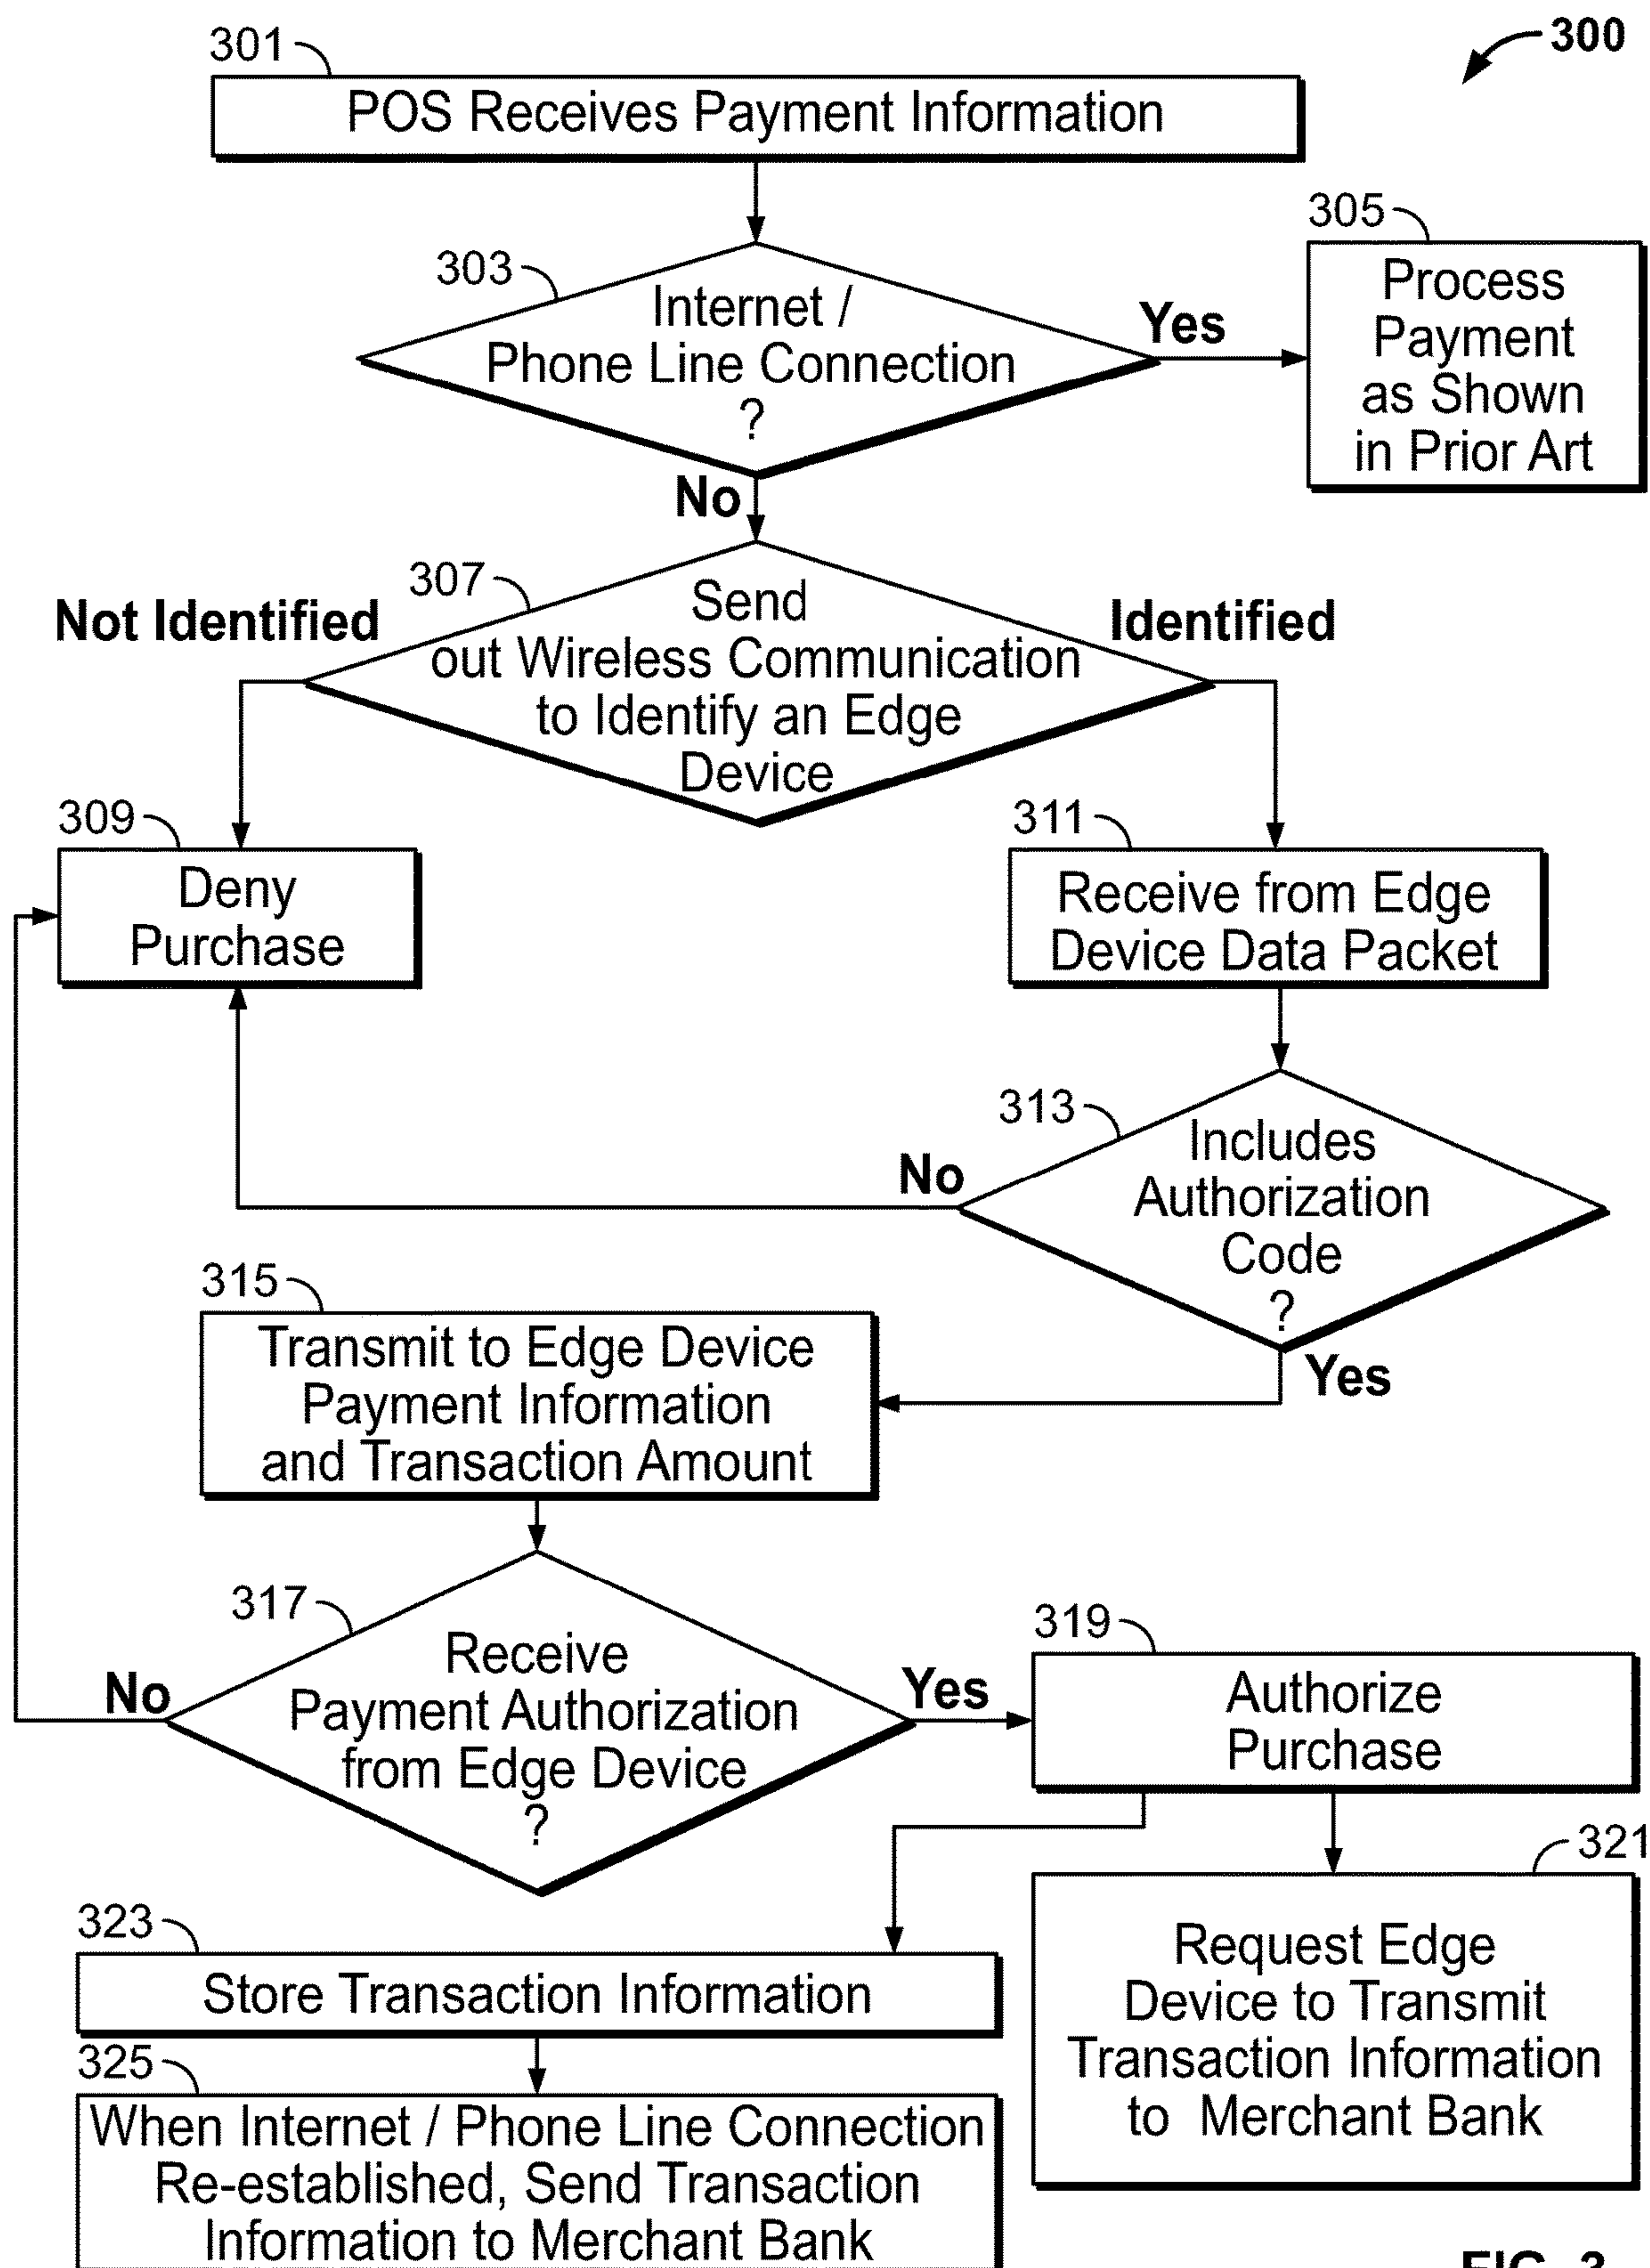 301
300
POS Receives Payment Information
305
303
Internet /
Phone Line Connection
?
Yes
Process
Payment
as Shown
in Prior Art
No
307
Not Identified
Identified
Send
out Wireless Communication
to Identify an Edge
Device
309
Deny
Purchase
311
Receive from Edge
Device Data Packet
313
Includes
Authorization
Code
?
No
Yes
315
Transmit to Edge Device
Payment Information
and Transaction Amount
317
Receive
Payment Authorization
from Edge Device
?
No
Yes
319
Authorize
Purchase
321
Request Edge
Device to Transmit
Transaction Information
to Merchant Bank
323
Store Transaction Information
325
When Internet / Phone Line Connection
Re-established, Send Transaction
Information to Merchant Bank
FIG. 3